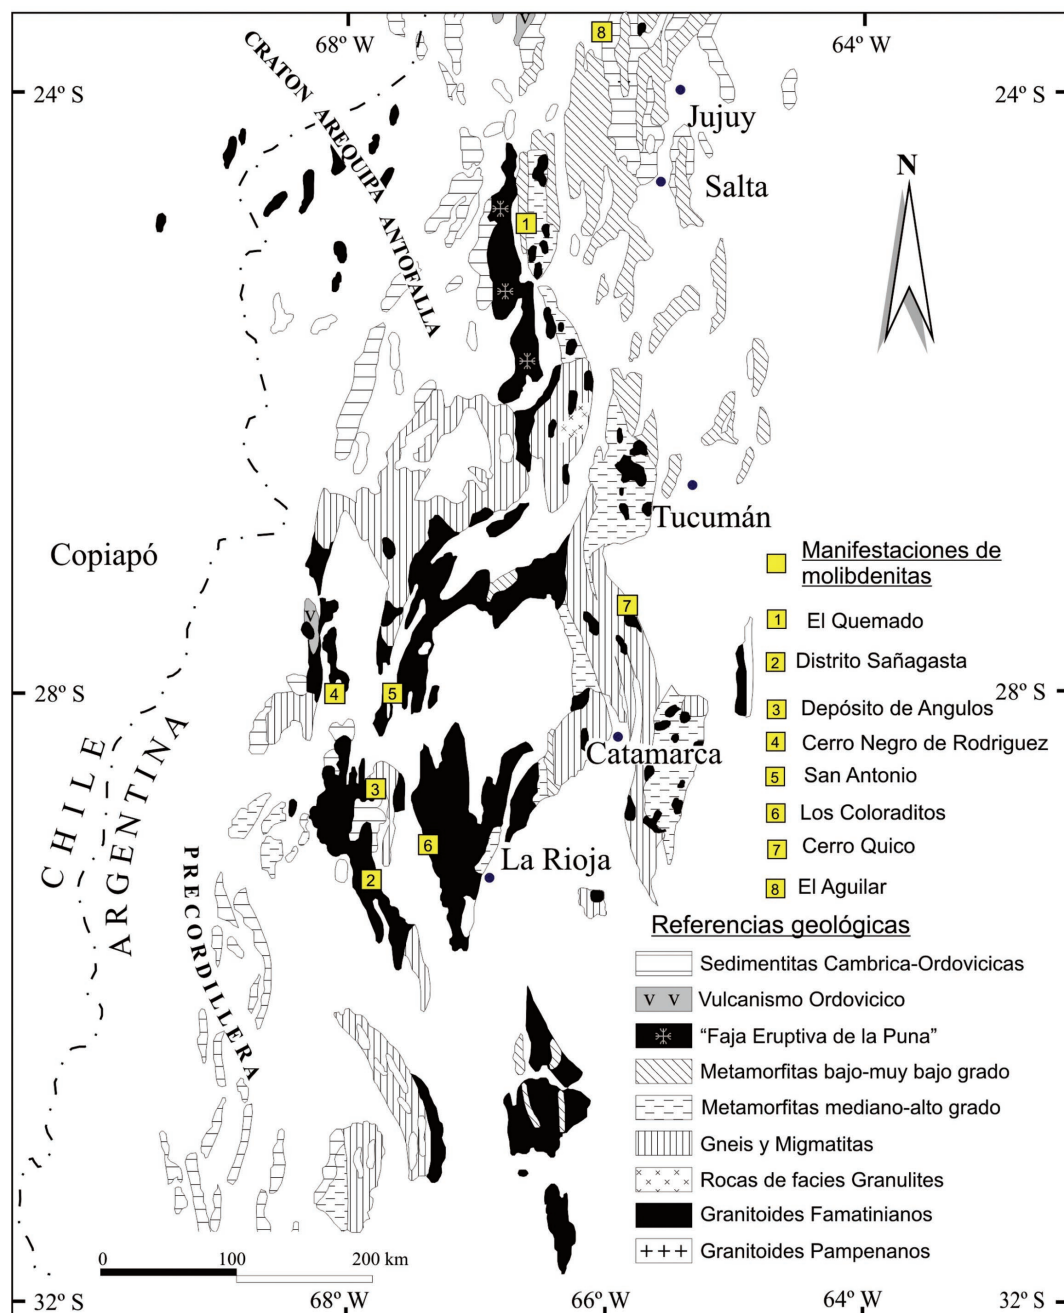 68º W
64º W
V
8
24º S
24º S
CRATON AREQUIPA ANTOFALLA
Jujuy
N
Salta
1
Tucumán
Copiapó
Manifestaciones de
molibdenitas
7
1 El Quemado
V
2 Distrito Sañagasta
28º S
4
5
28º S
3 Depósito de Angulos
Catamarca
4 Cerro Negro de Rodriguez
CHILE
ARGENTINA
5 San Antonio
3
6 Los Coloraditos
6
La Rioja
7 Cerro Quico
2
8 El Aguilar
PRECORDILLERA
Referencias geológicas
Sedimentitas Cambrica-Ordovicicas
V V Vulcanismo Ordovicico
“Faja Eruptiva de la Puna”
Metamorfitas bajo-muy bajo grado
Metamorfitas mediano-alto grado
Gneis y Migmatitas
Rocas de facies Granulites
Granitoides Famatinianos
Granitoides Pampenanos
0 100 200 km
32º S
68º W
66º W
64º W
32º S